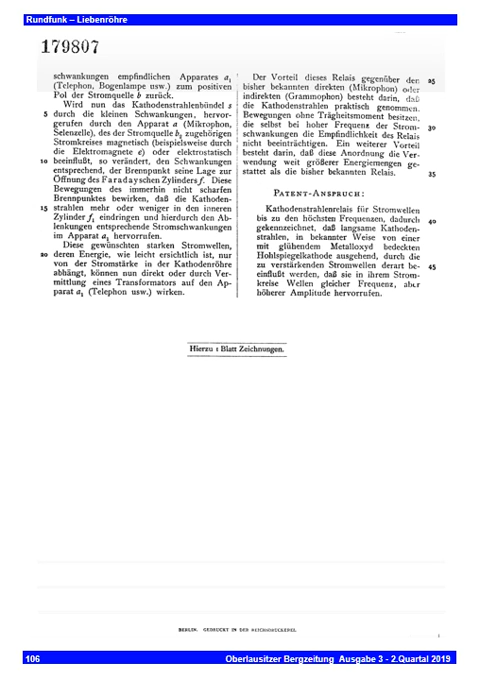 Rundfunk – Liebenröhre
179807
schwankungen empfindlichen Apparates a₁
(Telephon, Bogenlampe usw.) zum positiven
Pol der Stromquelle b zurück.
Wird nun das Kathodenstrahlenbündel s
5 durch die kleinen Schwankungen, hervor-
gerufen durch den Apparat a (Mikrophon,
Selenzelle), des der Stromquelle b₂ zugehörigen
Stromkreises magnetisch (beispielsweise durch
die Elektromagnete e) oder elektrostatisch
10 beeinflußt, so verändert, den Schwankungen
entsprechend, der Brennpunkt seine Lage zur
Öffnung des Faradayschen Zylinders f. Diese
Bewegungen des immerhin nicht scharfen
Brennpunktes bewirken, daß die Kathoden-
15 strahlen mehr oder weniger in den inneren
Zylinder f₁ eindringen und hierdurch den Ab-
lenkungen entsprechende Stromschwankungen
im Apparat a₁ hervorrufen.
Diese gewünschten starken Stromwellen,
20 deren Energie, wie leicht ersichtlich ist, nur
von der Stromstärke in der Kathodenröhre
abhängt, können nun direkt oder durch Ver-
mittlung eines Transformators auf den Ap-
parat a₁ (Telephon usw.) wirken.
Der Vorteil dieses Relais gegenüber den 25
bisher bekannten direkten (Mikrophon) oder
indirekten (Grammophon) besteht darin, daß
die Kathodenstrahlen praktisch genommen.
Bewegungen ohne Trägheitsmoment besitzen,
die selbst bei hoher Frequenz der Strom- 30
schwankungen die Empfindlichkeit des Relais
nicht beeinträchtigen. Ein weiterer Vorteil
besteht darin, daß diese Anordnung die Ver-
wendung weit größerer Energiemengen ge-
stattet als die bisher bekannten Relais. 35
PATENT-ANSPRUCH:
Kathodenstrahlenrelais für Stromwellen
bis zu den höchsten Frequenzen, dadurch 40
gekennzeichnet, daß langsame Kathoden-
strahlen, in bekannter Weise von einer
mit glühendem Metalloxyd bedeckten
Hohlspiegelkathode ausgehend, durch die
zu verstärkenden Stromwellen derart be- 45
einflußt werden, daß sie in ihrem Strom-
kreise Wellen gleicher Frequenz, aber
höherer Amplitude hervorrufen.
Hierzu 1 Blatt Zeichnungen.
BERLIN. GEDRUCKT IN DER REICHSDRUCKEREI.
106 Oberlausitzer Bergzeitung Ausgabe 3 - 2.Quartal 2019